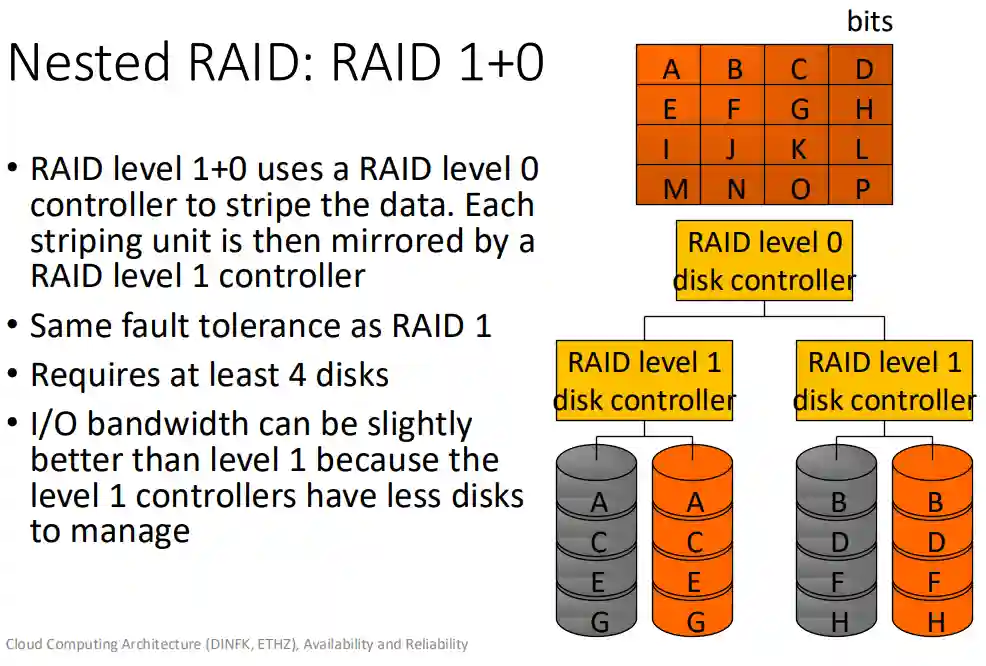 Nested RAID: RAID 1+0
• RAID level 1+0 uses a RAID level 0
controller to stripe the data. Each
striping unit is then mirrored by a
RAID level 1 controller
• Same fault tolerance as RAID 1
• Requires at least 4 disks
• I/O bandwidth can be slightly
better than level 1 because the
level 1 controllers have less disks
to manage
bits
A B C D
E F G H
I J K L
M N O P
RAID level 0
disk controller
RAID level 1
disk controller
RAID level 1
disk controller
A A B B
C C D D
E E F F
G G H H
Cloud Computing Architecture (DINFK, ETHZ), Availability and Reliability